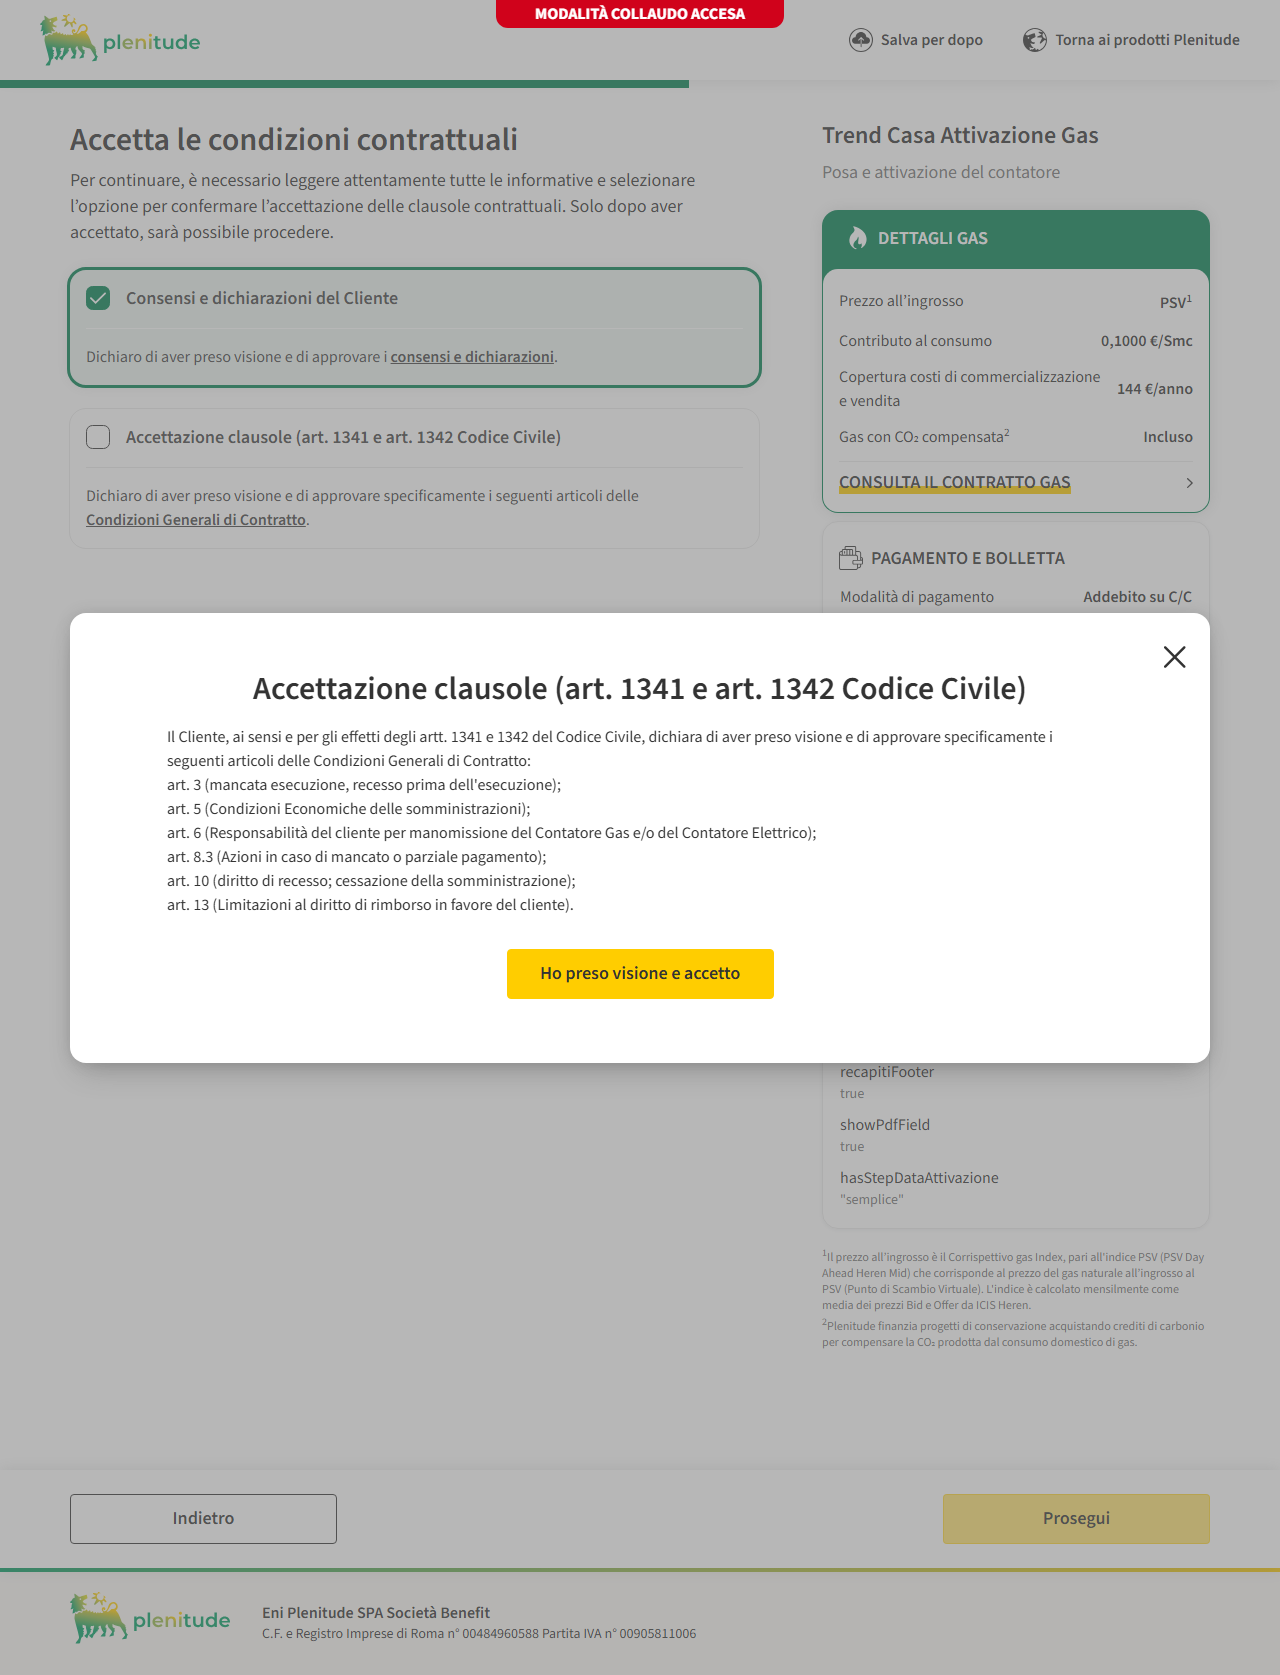 MODALITÀ COLLAUDO ACCESA
plenitude
Salva per dopo
Torna ai prodotti Plenitude
Accetta le condizioni contrattuali
Per continuare, è necessario leggere attentamente tutte le informative e selezionare
l’opzione per confermare l’accettazione delle clausole contrattuali. Solo dopo aver
accettato, sarà possibile procedere.
Consensi e dichiarazioni del Cliente
Dichiaro di aver preso visione e di approvare i consensi e dichiarazioni.
Accettazione clausole (art. 1341 e art. 1342 Codice Civile)
Dichiaro di aver preso visione e di approvare specificamente i seguenti articoli delle
Condizioni Generali di Contratto.
Trend Casa Attivazione Gas
Posa e attivazione del contatore
DETTAGLI GAS
Prezzo all’ingrosso PSV¹
Contributo al consumo 0,1000 €/Smc
Copertura costi di commercializzazione
e vendita 144 €/anno
Gas con CO₂ compensata² Incluso
CONSULTA IL CONTRATTO GAS
PAGAMENTO E BOLLETTA
Modalità di pagamento Addebito su C/C
Accettazione clausole (art. 1341 e art. 1342 Codice Civile)
Il Cliente, ai sensi e per gli effetti degli artt. 1341 e 1342 del Codice Civile, dichiara di aver preso visione e di approvare specificamente i
seguenti articoli delle Condizioni Generali di Contratto:
art. 3 (mancata esecuzione, recesso prima dell'esecuzione);
art. 5 (Condizioni Economiche delle somministrazioni);
art. 6 (Responsabilità del cliente per manomissione del Contatore Gas e/o del Contatore Elettrico);
art. 8.3 (Azioni in caso di mancato o parziale pagamento);
art. 10 (diritto di recesso; cessazione della somministrazione);
art. 13 (Limitazioni al diritto di rimborso in favore del cliente).
Ho preso visione e accetto
recapitiFooter
true
showPdfField
true
hasStepDataAttivazione
"semplice"
¹Il prezzo all’ingrosso è il Corrispettivo gas Index, pari all'indice PSV (PSV Day
Ahead Heren Mid) che corrisponde al prezzo del gas naturale all’ingrosso al
PSV (Punto di Scambio Virtuale). L'indice è calcolato mensilmente come
media dei prezzi Bid e Offer da ICIS Heren.
²Plenitude finanzia progetti di conservazione acquistando crediti di carbonio
per compensare la CO₂ prodotta dal consumo domestico di gas.
Indietro
Prosegui
plenitude
Eni Plenitude SPA Società Benefit
C.F. e Registro Imprese di Roma n° 00484960588 Partita IVA n° 00905811006